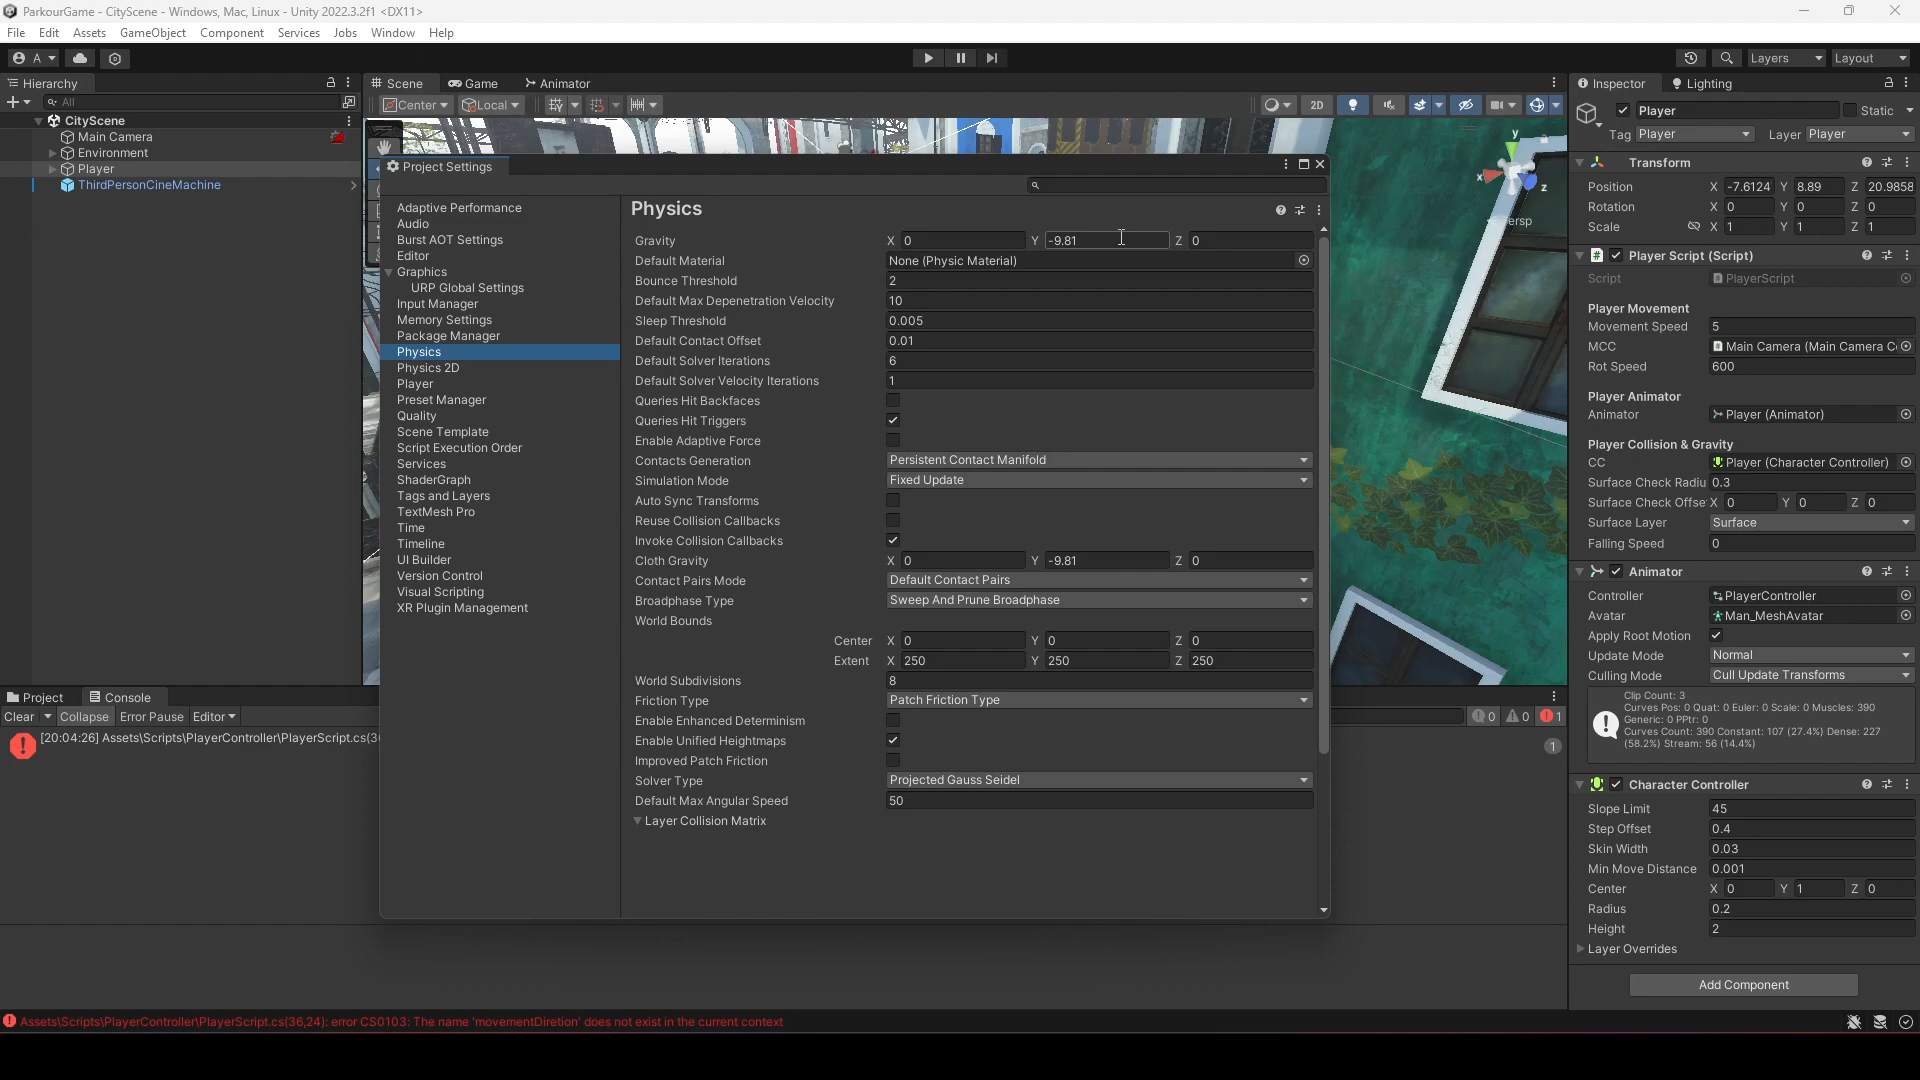 ParkourGame - CityScene - Windows, Mac, Linux - Unity 2022.3.2f1 <DX11>
File Edit Assets GameObject Component Services Jobs Window Help
A Layers Layout
Hierarchy Scene Game Animator Inspector Lighting
All Center Local 2D
CityScene
Main Camera
Environment
Player
ThirdPersonCineMachine
y
x
z
Persp
Project Settings
Adaptive Performance
Audio
Burst AOT Settings
Editor
Graphics
URP Global Settings
Input Manager
Memory Settings
Package Manager
Physics
Physics 2D
Player
Preset Manager
Quality
Scene Template
Script Execution Order
Services
ShaderGraph
Tags and Layers
TextMesh Pro
Time
Timeline
UI Builder
Version Control
Visual Scripting
XR Plugin Management
Physics
Gravity X 0 Y -9.81 Z 0
Default Material None (Physic Material)
Bounce Threshold 2
Default Max Depenetration Velocity 10
Sleep Threshold 0.005
Default Contact Offset 0.01
Default Solver Iterations 6
Default Solver Velocity Iterations 1
Queries Hit Backfaces
Queries Hit Triggers
Enable Adaptive Force
Contacts Generation Persistent Contact Manifold
Simulation Mode Fixed Update
Auto Sync Transforms
Reuse Collision Callbacks
Invoke Collision Callbacks
Cloth Gravity X 0 Y -9.81 Z 0
Contact Pairs Mode Default Contact Pairs
Broadphase Type Sweep And Prune Broadphase
World Bounds
Center X 0 Y 0 Z 0
Extent X 250 Y 250 Z 250
World Subdivisions 8
Friction Type Patch Friction Type
Enable Enhanced Determinism
Enable Unified Heightmaps
Improved Patch Friction
Solver Type Projected Gauss Seidel
Default Max Angular Speed 50
Layer Collision Matrix
Player Static
Tag Player Layer Player
Transform
Position X -7.6124 Y 8.89 Z 20.9858
Rotation X 0 Y 0 Z 0
Scale X 1 Y 1 Z 1
Player Script (Script)
Script PlayerScript
Player Movement
Movement Speed 5
MCC Main Camera (Main Camera C
Rot Speed 600
Player Animator
Animator Player (Animator)
Player Collision & Gravity
CC Player (Character Controller)
Surface Check Radiu 0.3
Surface Check Offse X 0 Y 0 Z 0
Surface Layer Surface
Falling Speed 0
Animator
Controller PlayerController
Avatar Man_MeshAvatar
Apply Root Motion
Update Mode Normal
Culling Mode Cull Update Transforms
Clip Count: 3
Curves Pos: 0 Quat: 0 Euler: 0 Scale: 0 Muscles: 390
Generic: 0 PPtr: 0
Curves Count: 390 Constant: 107 (27.4%) Dense: 227
(58.2%) Stream: 56 (14.4%)
Character Controller
Slope Limit 45
Step Offset 0.4
Skin Width 0.03
Min Move Distance 0.001
Center X 0 Y 1 Z 0
Radius 0.2
Height 2
Layer Overrides
Add Component
Project Console
Clear Collapse Error Pause Editor 0 0 1
[20:04:26] Assets\Scripts\PlayerController\PlayerScript.cs(3 1
Assets\Scripts\PlayerController\PlayerScript.cs(36,24): error CS0103: The name 'movementDiretion' does not exist in the current context